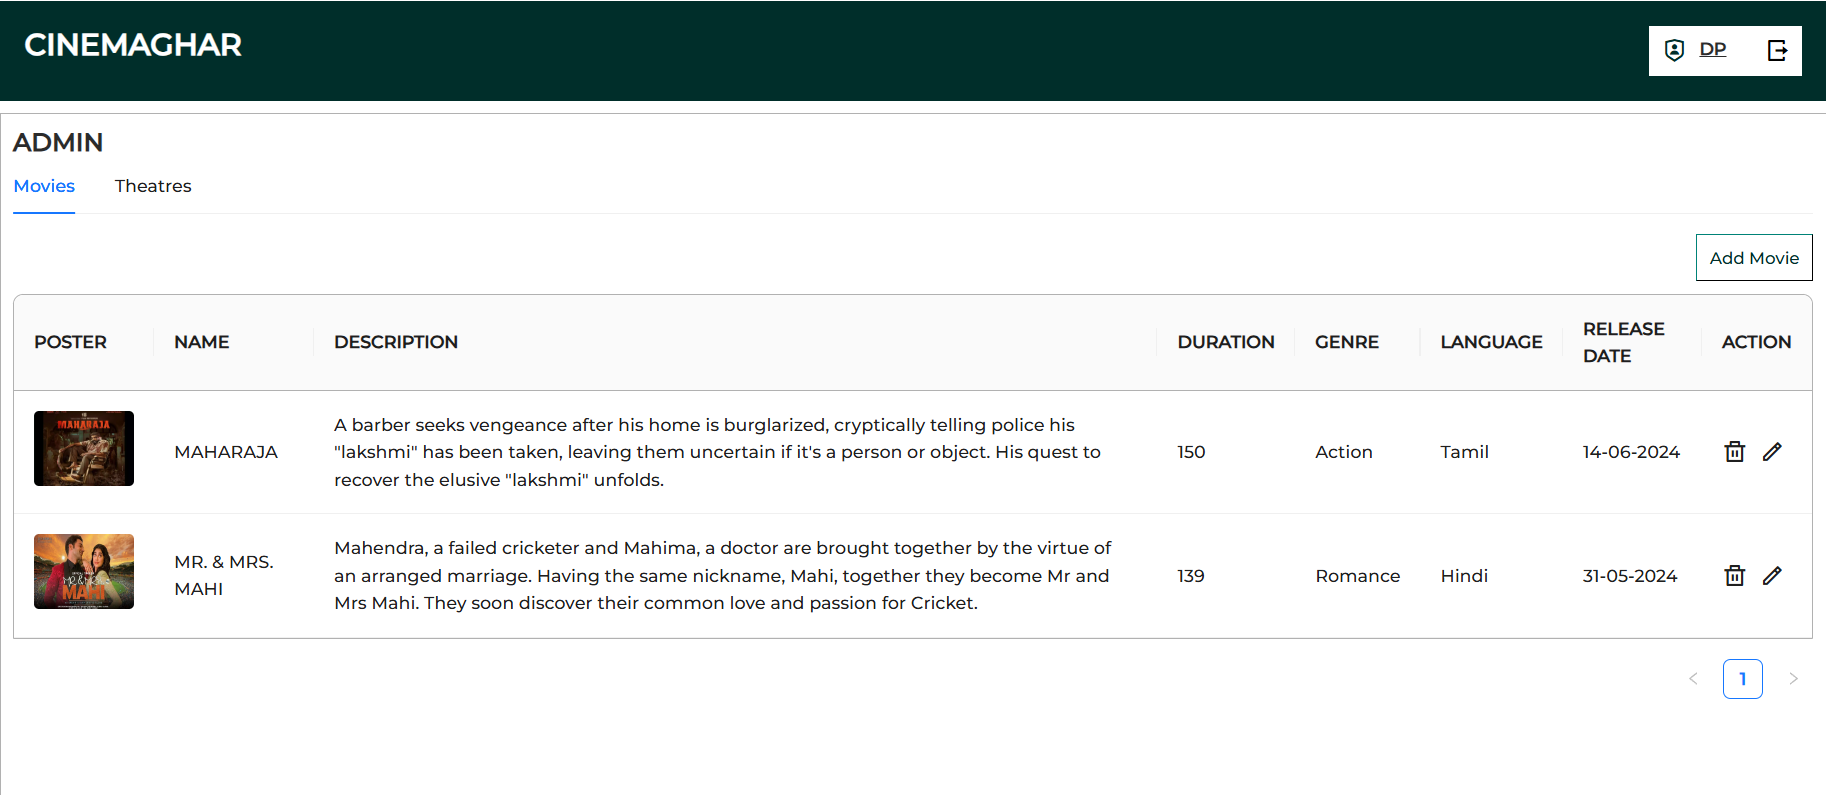 CINEMAGHAR
DP
ADMIN
Movies Theatres
Add Movie
POSTER NAME DESCRIPTION DURATION GENRE LANGUAGE RELEASE DATE ACTION
MAHARAJA
MAHARAJA
A barber seeks vengeance after his home is burglarized, cryptically telling police his
"lakshmi" has been taken, leaving them uncertain if it's a person or object. His quest to
recover the elusive "lakshmi" unfolds.
150 Action Tamil 14-06-2024
MR. & MRS.
MAHI
MR. & MRS.
MAHI
Mahendra, a failed cricketer and Mahima, a doctor are brought together by the virtue of
an arranged marriage. Having the same nickname, Mahi, together they become Mr and
Mrs Mahi. They soon discover their common love and passion for Cricket.
139 Romance Hindi 31-05-2024
1